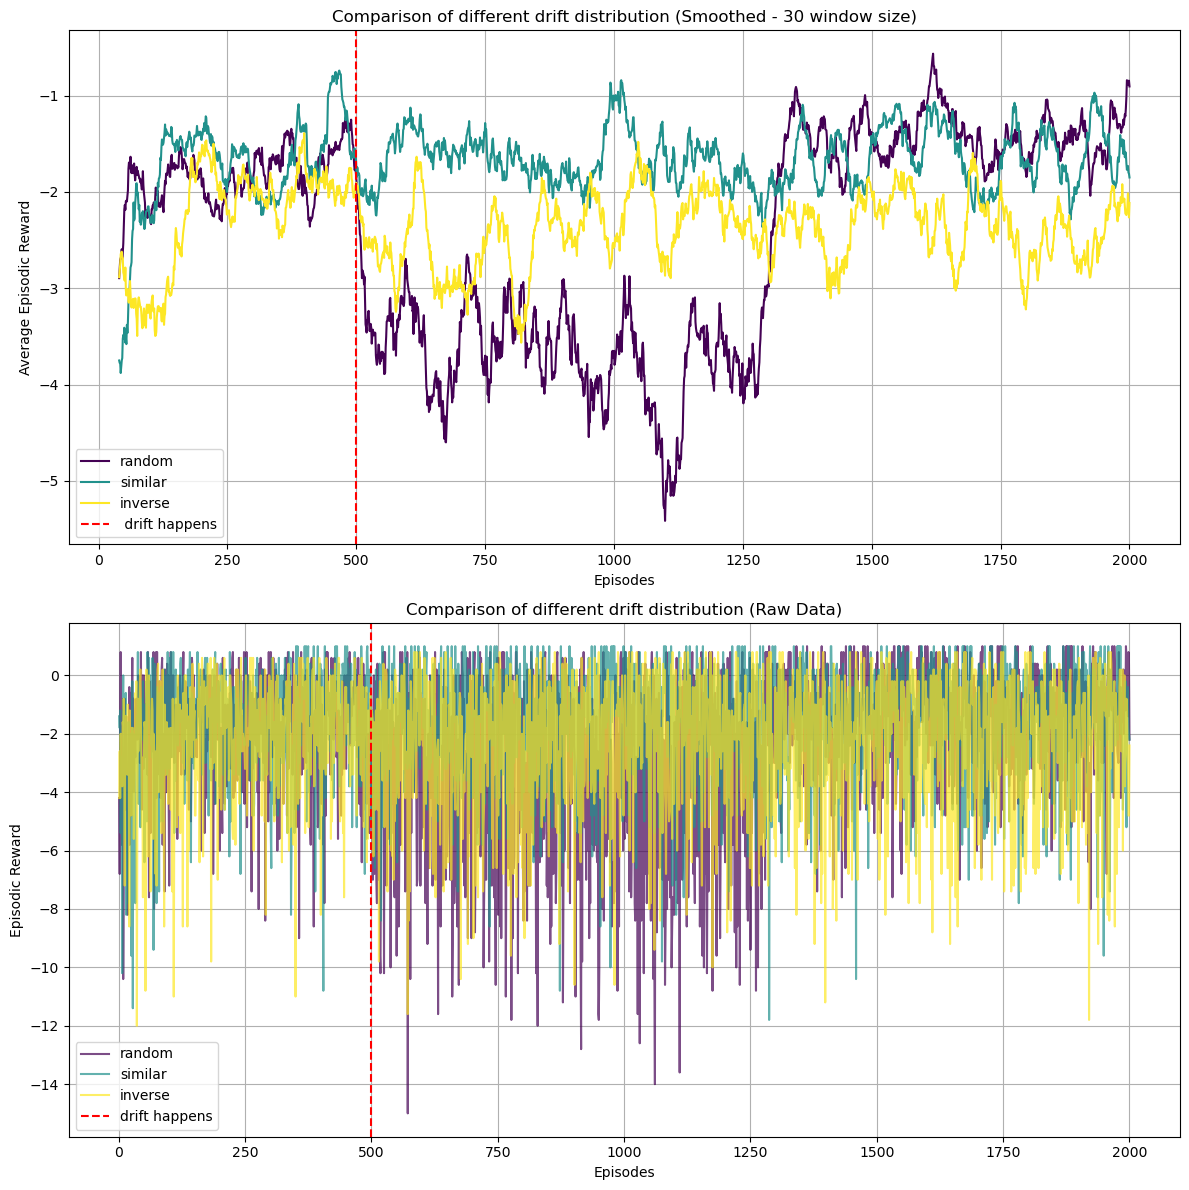 Comparison of different drift distribution (Smoothed - 30 window size)
Average Episodic Reward
−1
−2
−3
−4
−5
random
similar
inverse
drift happens
0 250 500 750 1000 1250 1500 1750 2000
Episodes
Comparison of different drift distribution (Raw Data)
Episodic Reward
0
−2
−4
−6
−8
−10
−12
−14
random
similar
inverse
drift happens
0 250 500 750 1000 1250 1500 1750 2000
Episodes